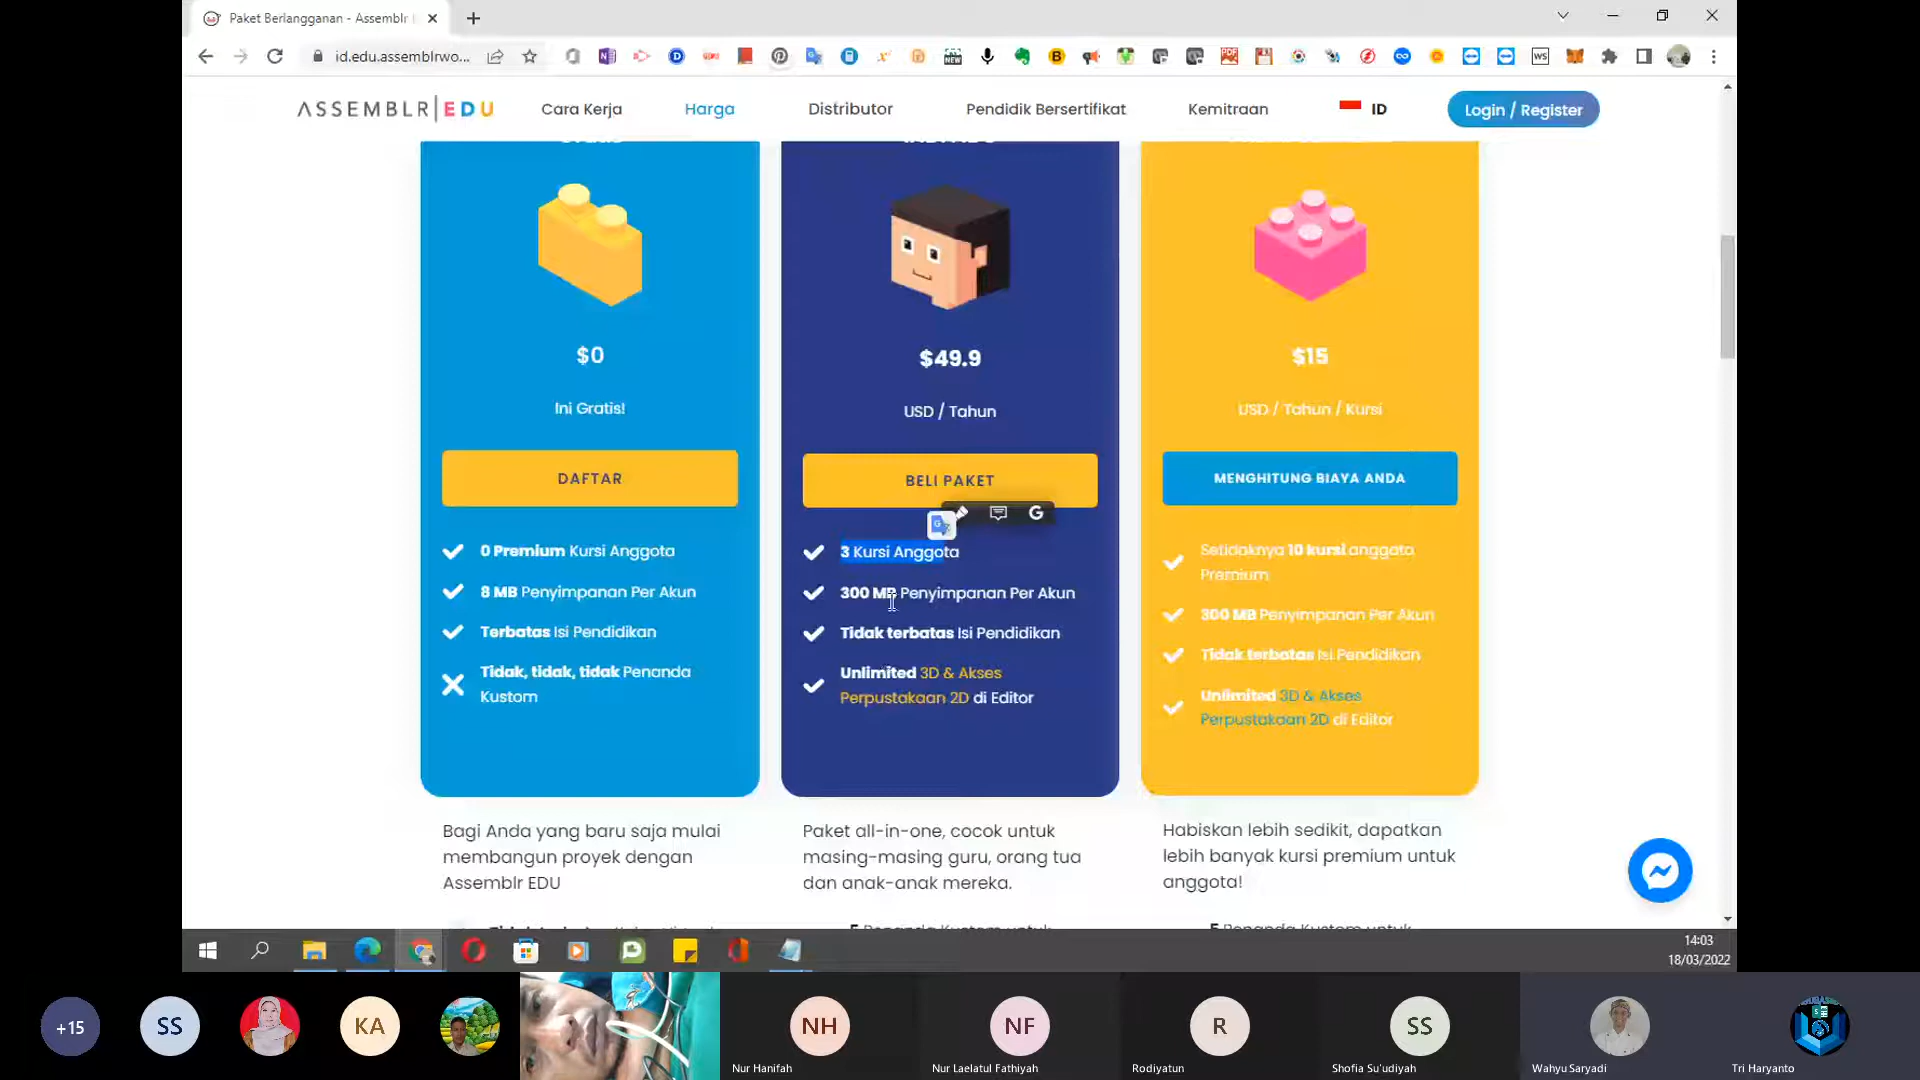 Paket Berlangganan - Assemblr
id.edu.assemblrwo...
ASSEMBLR|EDU
Cara Kerja
Harga
Distributor
Pendidik Bersertifikat
Kemitraan
ID
Login / Register
$0
Ini Gratis!
DAFTAR
0 Premium Kursi Anggota
8 MB Penyimpanan Per Akun
Terbatas Isi Pendidikan
Tidak, tidak, tidak Penanda
Kustom
Bagi Anda yang baru saja mulai
membangun proyek dengan
Assemblr EDU
$49.9
USD / Tahun
BELI PAKET
3 Kursi Anggota
300 MB Penyimpanan Per Akun
Tidak terbatas Isi Pendidikan
Unlimited 3D & Akses
Perpustakaan 2D di Editor
Paket all-in-one, cocok untuk
masing-masing guru, orang tua
dan anak-anak mereka.
5 Penanda Kustom untuk
$15
USD / Tahun / Kursi
MENGHITUNG BIAYA ANDA
Setidaknya 10 kursi anggota
Premium
300 MB Penyimpanan Per Akun
Tidak terbatas Isi Pendidikan
Unlimited 3D & Akses
Perpustakaan 2D di Editor
Habiskan lebih sedikit, dapatkan
lebih banyak kursi premium untuk
anggota!
5 Penanda Kustom untuk
14:03
18/03/2022
+15
SS
KA
NH
Nur Hanifah
NF
Nur Laelatul Fathiyah
R
Rodiyatun
SS
Shofia Su'udiyah
Wahyu Saryadi
Tri Haryanto